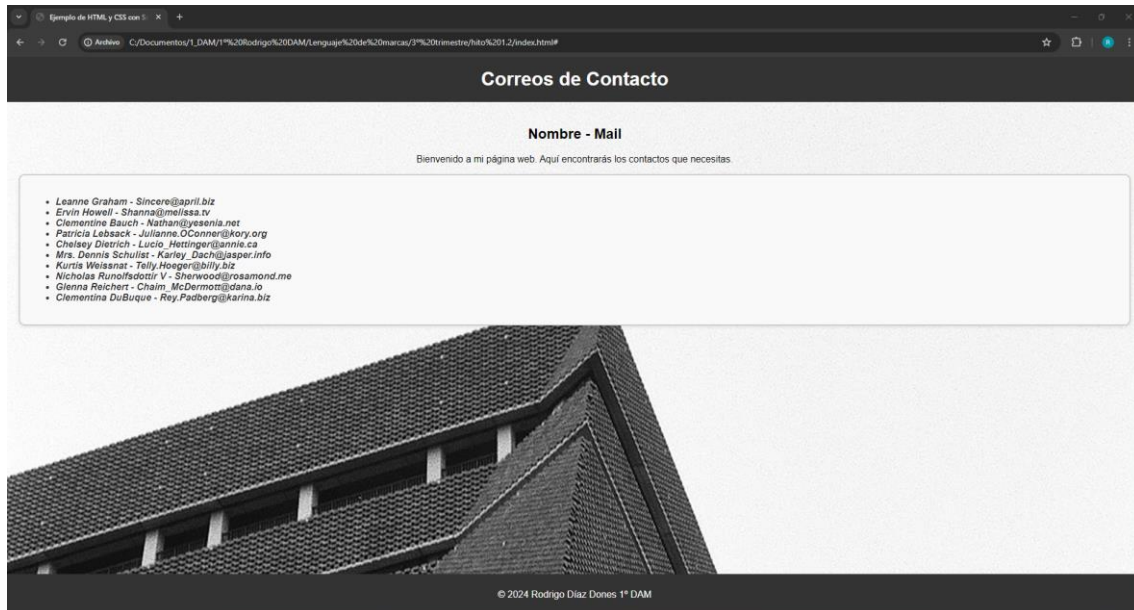 Ejemplo de HTML y CSS con S
Archivo C:/Documentos/1_DAM/1º%20Rodrigo%20DAM/Lenguaje%20de%20marcas/3º%20trimestre/hito%201.2/index.html#
Correos de Contacto
Nombre - Mail
Bienvenido a mi página web. Aquí encontrarás los contactos que necesitas.
• Leanne Graham - Sincere@april.biz
• Ervin Howell - Shanna@melissa.tv
• Clementine Bauch - Nathan@yesenia.net
• Patricia Lebsack - Julianne.OConner@kory.org
• Chelsey Dietrich - Lucio_Hettinger@annie.ca
• Mrs. Dennis Schulist - Karley_Dach@jasper.info
• Kurtis Weissnat - Telly.Hoeger@billy.biz
• Nicholas Runolfsdottir V - Sherwood@rosamond.me
• Glenna Reichert - Chaim_McDermott@dana.io
• Clementina DuBuque - Rey.Padberg@karina.biz
© 2024 Rodrigo Díaz Dones 1º DAM